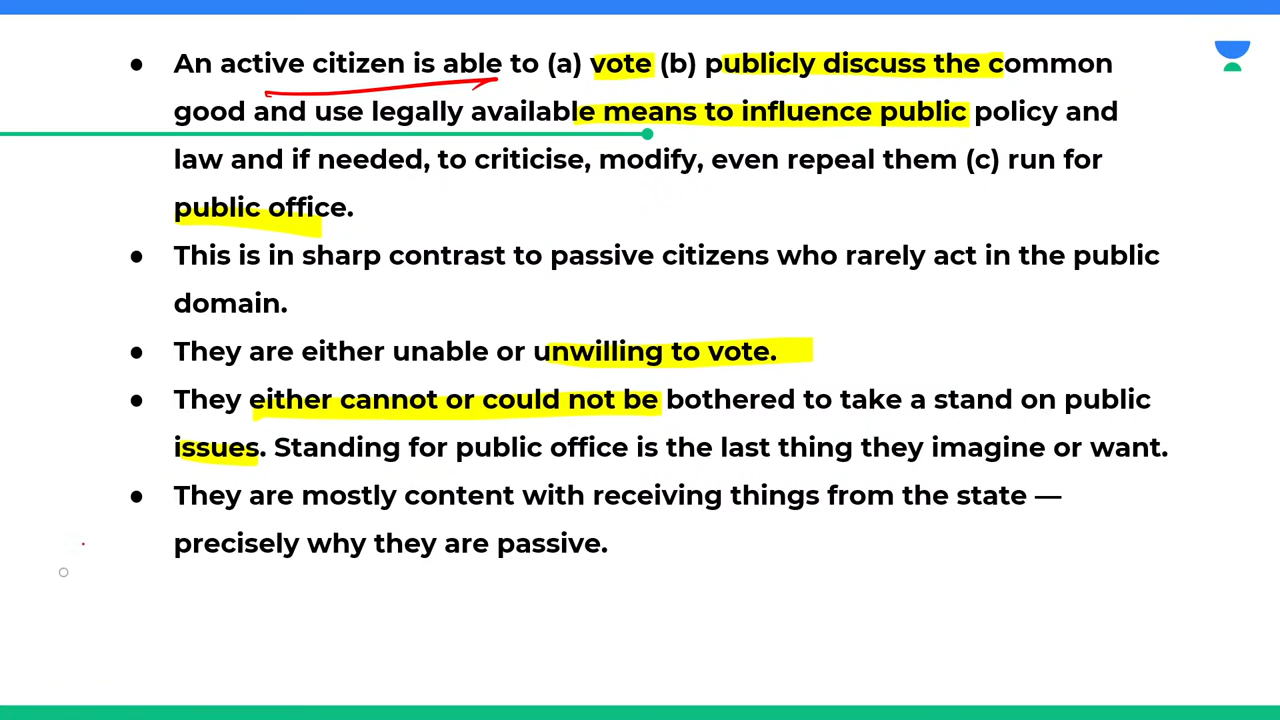 ● An active citizen is able to (a) vote (b) publicly discuss the common
good and use legally available means to influence public policy and
law and if needed, to criticise, modify, even repeal them (c) run for
public office.
● This is in sharp contrast to passive citizens who rarely act in the public
domain.
● They are either unable or unwilling to vote.
● They either cannot or could not be bothered to take a stand on public
issues. Standing for public office is the last thing they imagine or want.
● They are mostly content with receiving things from the state —
precisely why they are passive.